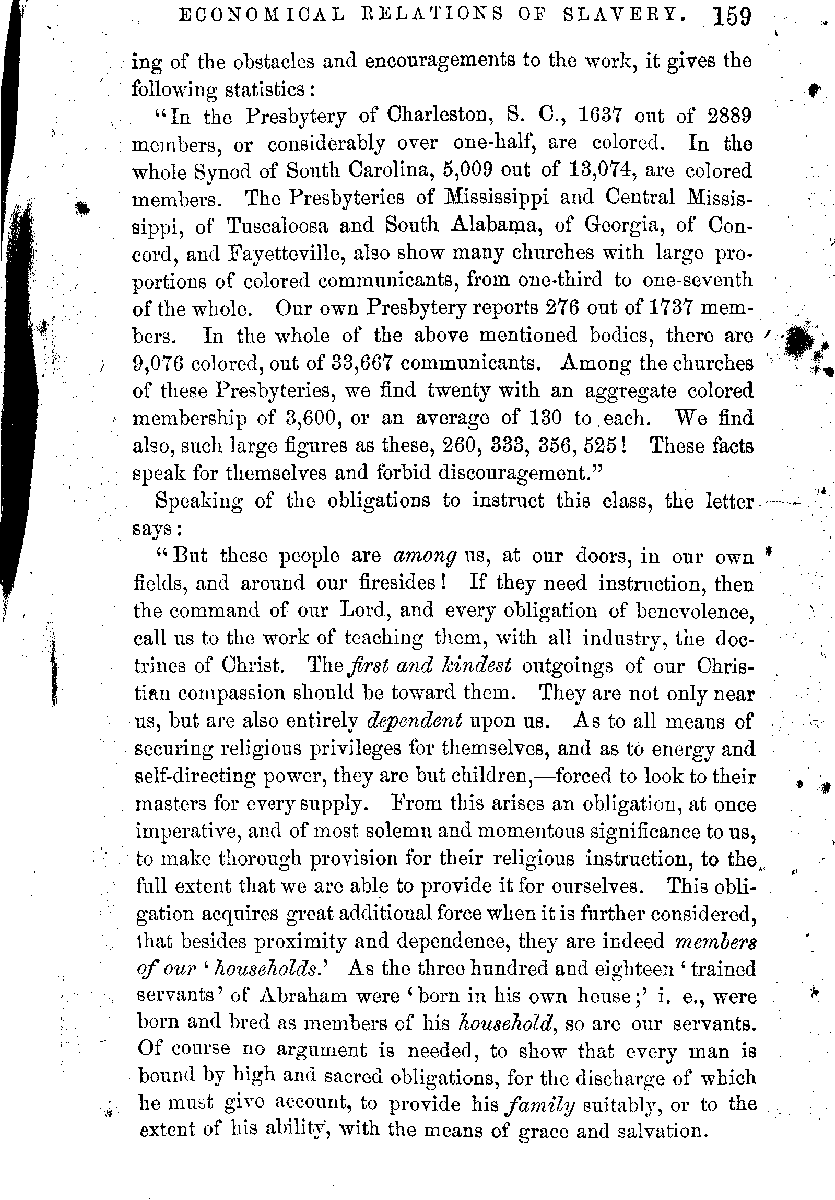 ECONOMICAL RELATIONS OF SLAVERY. 159
ing of the obstacles and encouragements to the work, it gives the
following statistics:
"In the Presbytery of Charleston, S. C., 1637 out of 2889
members, or considerably over one-half, are colored. In the
whole Synod of South Carolina, 5,009 out of 13,074, are colored
members. The Presbyteries of Mississippi and Central Missis-
sippi, of Tuscaloosa and South Alabama, of Georgia, of Con-
cord, and Fayetteville, also show many churches with large pro-
portions of colored communicants, from one-third to one-seventh
of the whole. Our own Presbytery reports 276 out of 1737 mem-
bers. In the whole of the above mentioned bodies, there are
9,076 colored, out of 33,667 communicants. Among the churches
of these Presbyteries, we find twenty with an aggregate colored
membership of 3,600, or an average of 130 to each. We find
also, such large figures as these, 260, 333, 356, 525! These facts
speak for themselves and forbid discouragement."
Speaking of the obligations to instruct this class, the letter
says:
"But these people are among us, at our doors, in our own
fields, and around our firesides! If they need instruction, then
the command of our Lord, and every obligation of benevolence,
call us to the work of teaching them, with all industry, the doc-
trines of Christ. The first and kindest outgoings of our Chris-
tian compassion should be toward them. They are not only near
us, but are also entirely dependent upon us. As to all means of
securing religious privileges for themselves, and as to energy and
self-directing power, they are but children,—forced to look to their
masters for every supply. From this arises an obligation, at once
imperative, and of most solemn and momentous significance to us,
to make thorough provision for their religious instruction, to the
full extent that we are able to provide it for ourselves. This obli-
gation acquires great additional force when it is further considered,
that besides proximity and dependence, they are indeed members
of our 'households.' As the three hundred and eighteen 'trained
servants' of Abraham were 'born in his own house;' i. e., were
born and bred as members of his household, so are our servants.
Of course no argument is needed, to show that every man is
bound by high and sacred obligations, for the discharge of which
he must give account, to provide his family suitably, or to the
extent of his ability, with the means of grace and salvation.